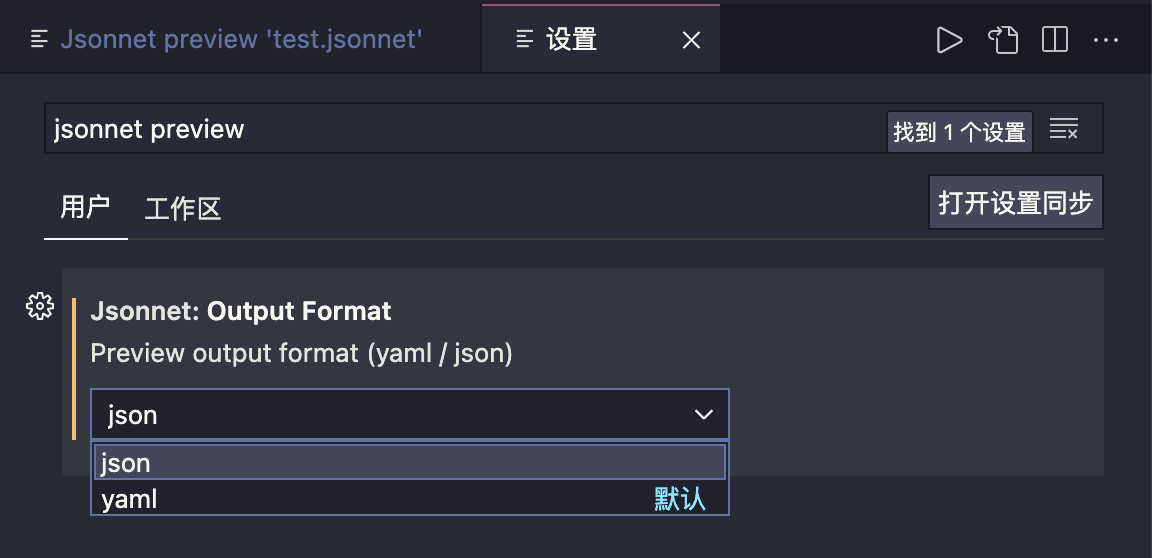 Jsonnet preview 'test.jsonnet' 设置
jsonnet preview 找到 1 个设置
用户 工作区 打开设置同步
Jsonnet: Output Format
Preview output format (yaml / json)
json
json
yaml 默认